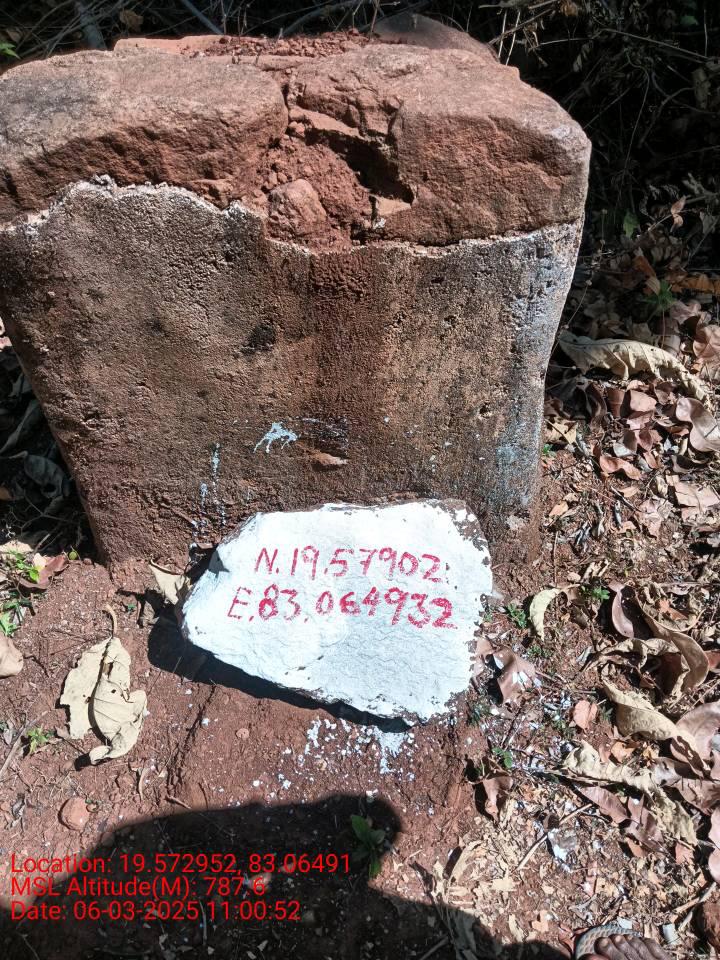 N.19.57902
E.83.064932
Location: 19.572952, 83.06491
MSL Altitude(M): 787.6
Date: 06-03-2025 11:00:52